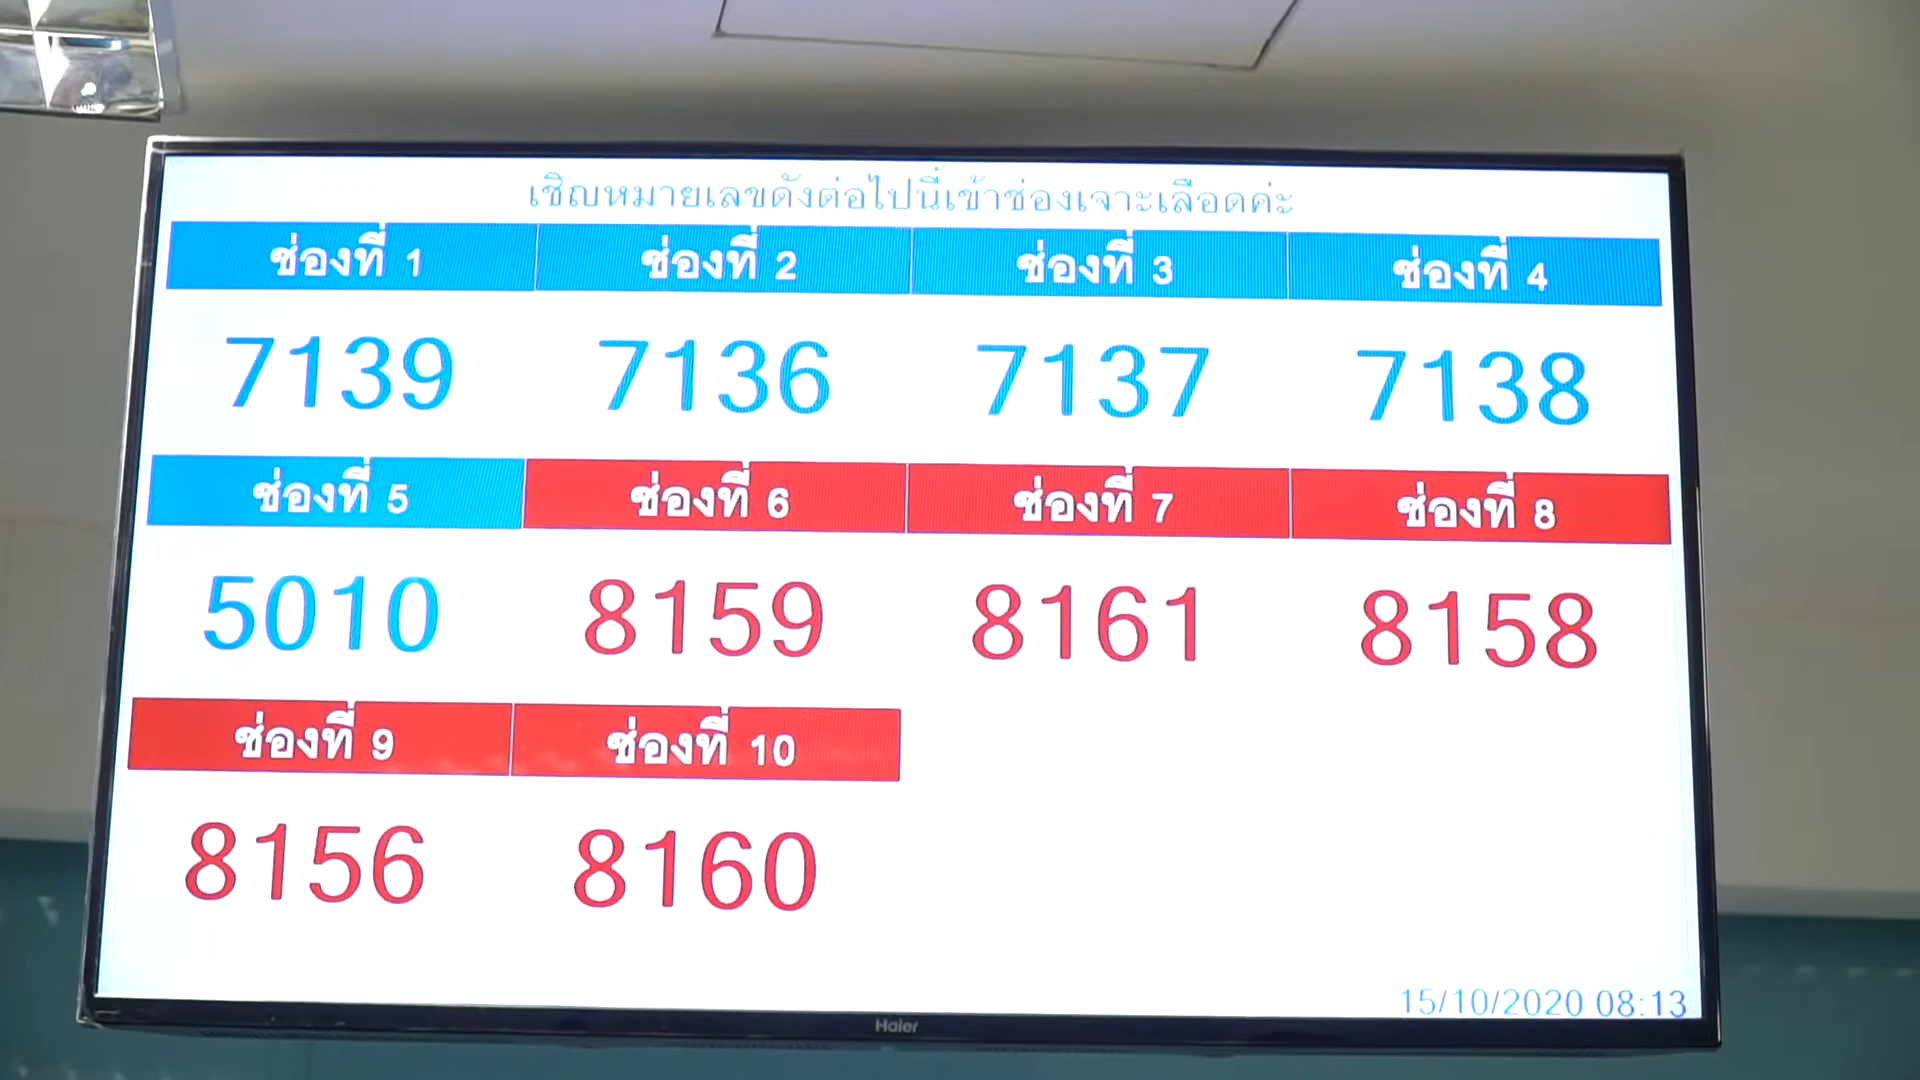 เชิญหมายเลขดังต่อไปนี้เข้าช่องเจาะเลือดค่ะ
ช่องที่ 1 ช่องที่ 2 ช่องที่ 3 ช่องที่ 4
7139 7136 7137 7138
ช่องที่ 5 ช่องที่ 6 ช่องที่ 7 ช่องที่ 8
5010 8159 8161 8158
ช่องที่ 9 ช่องที่ 10
8156 8160
15/10/2020 08:13
Haier